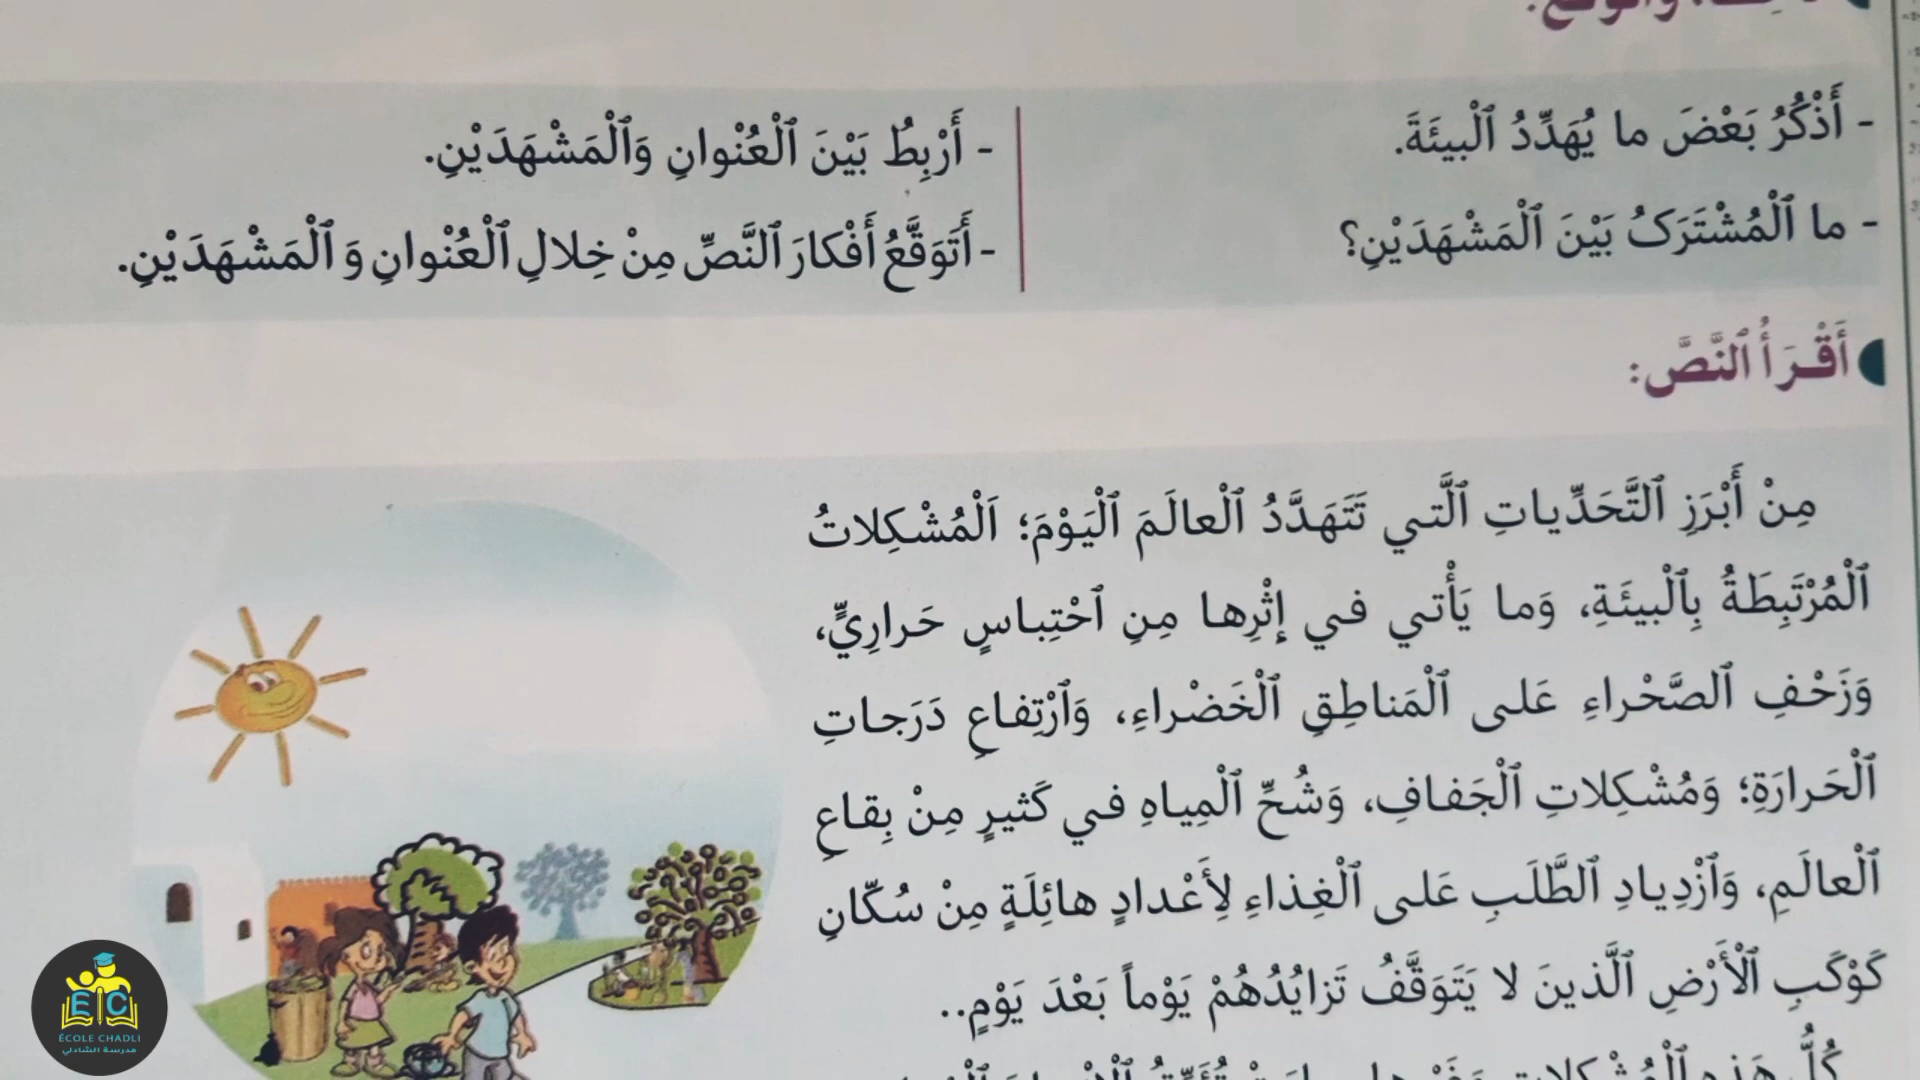 - أَذْكُرُ بَعْضَ ما يُهَدِّدُ ٱلْبيئَةَ.
- ما ٱلْمُشْتَرَكُ بَيْنَ ٱلْمَشْهَدَيْنِ؟
- أَرْبِطُ بَيْنَ ٱلْعُنْوانِ وَٱلْمَشْهَدَيْنِ.
- أَتَوَقَّعُ أَفْكارَ ٱلنَّصِّ مِنْ خِلالِ ٱلْعُنْوانِ وَ ٱلْمَشْهَدَيْنِ.
أَقْرَأُ ٱلنَّصَّ:
مِنْ أَبْرَزِ ٱلتَّحَدِّياتِ ٱلَّتي تَتَهَدَّدُ ٱلْعالَمَ ٱلْيَوْمَ؛ اَلْمُشْكِلاتُ
ٱلْمُرْتَبِطَةُ بِٱلْبيئَةِ، وَما يَأْتي في إِثْرِها مِنِ ٱحْتِباسٍ حَرارِيٍّ،
وَزَحْفِ ٱلصَّحْراءِ عَلى ٱلْمَناطِقِ ٱلْخَضْراءِ، وَٱرْتِفاعِ دَرَجاتِ
ٱلْحَرارَةِ؛ وَمُشْكِلاتِ ٱلْجَفافِ، وَشُحِّ ٱلْمِياهِ في كَثيرٍ مِنْ بِقاعِ
ٱلْعالَمِ، وَٱزْدِيادِ ٱلطَّلَبِ عَلى ٱلْغِذاءِ لِأَعْدادٍ هائِلَةٍ مِنْ سُكّانِ
كَوْكَبِ ٱلْأَرْضِ ٱلَّذينَ لا يَتَوَقَّفُ تَزايُدُهُمْ يَوْماً بَعْدَ يَوْمٍ..
كُلُّ هَذِهِ ٱلْمُشْكِلاتِ
EC
ÉCOLE CHADLI
مدرسة الشادلي